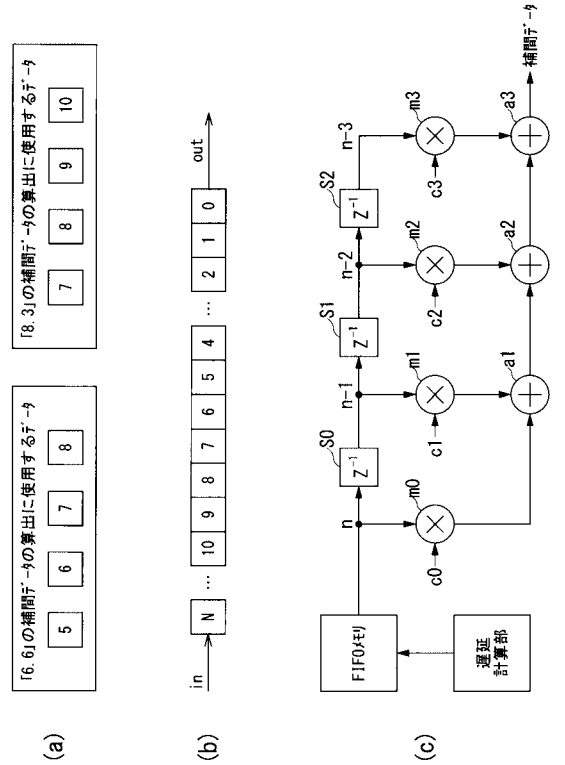 (a)
「6.6」の補間データの算出に使用するデータ
5 6 7 8
「8.3」の補間データの算出に使用するデータ
7 8 9 10
(b)
in
N … 10 9 8 7 6 5 4 … 2 1 0
out
(c)
FIFOメモリ
遅延
計算部
n n-1 n-2 n-3
S0 S1 S2
Z⁻¹ Z⁻¹ Z⁻¹
m0 m1 m2 m3
× × × ×
c0 c1 c2 c3
a1 a2 a3
+ + +
補間データ